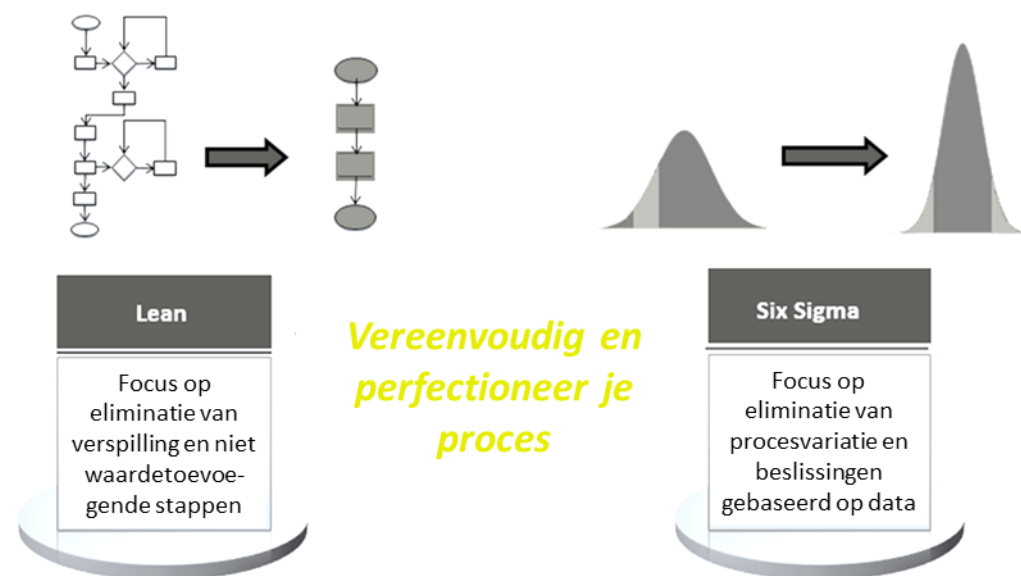 Lean
Focus op
eliminatie van
verspilling en niet
waardetoevoe-
gende stappen
Vereenvoudig en
perfectioneer je
proces
Six Sigma
Focus op
eliminatie van
procesvariatie en
beslissingen
gebaseerd op data